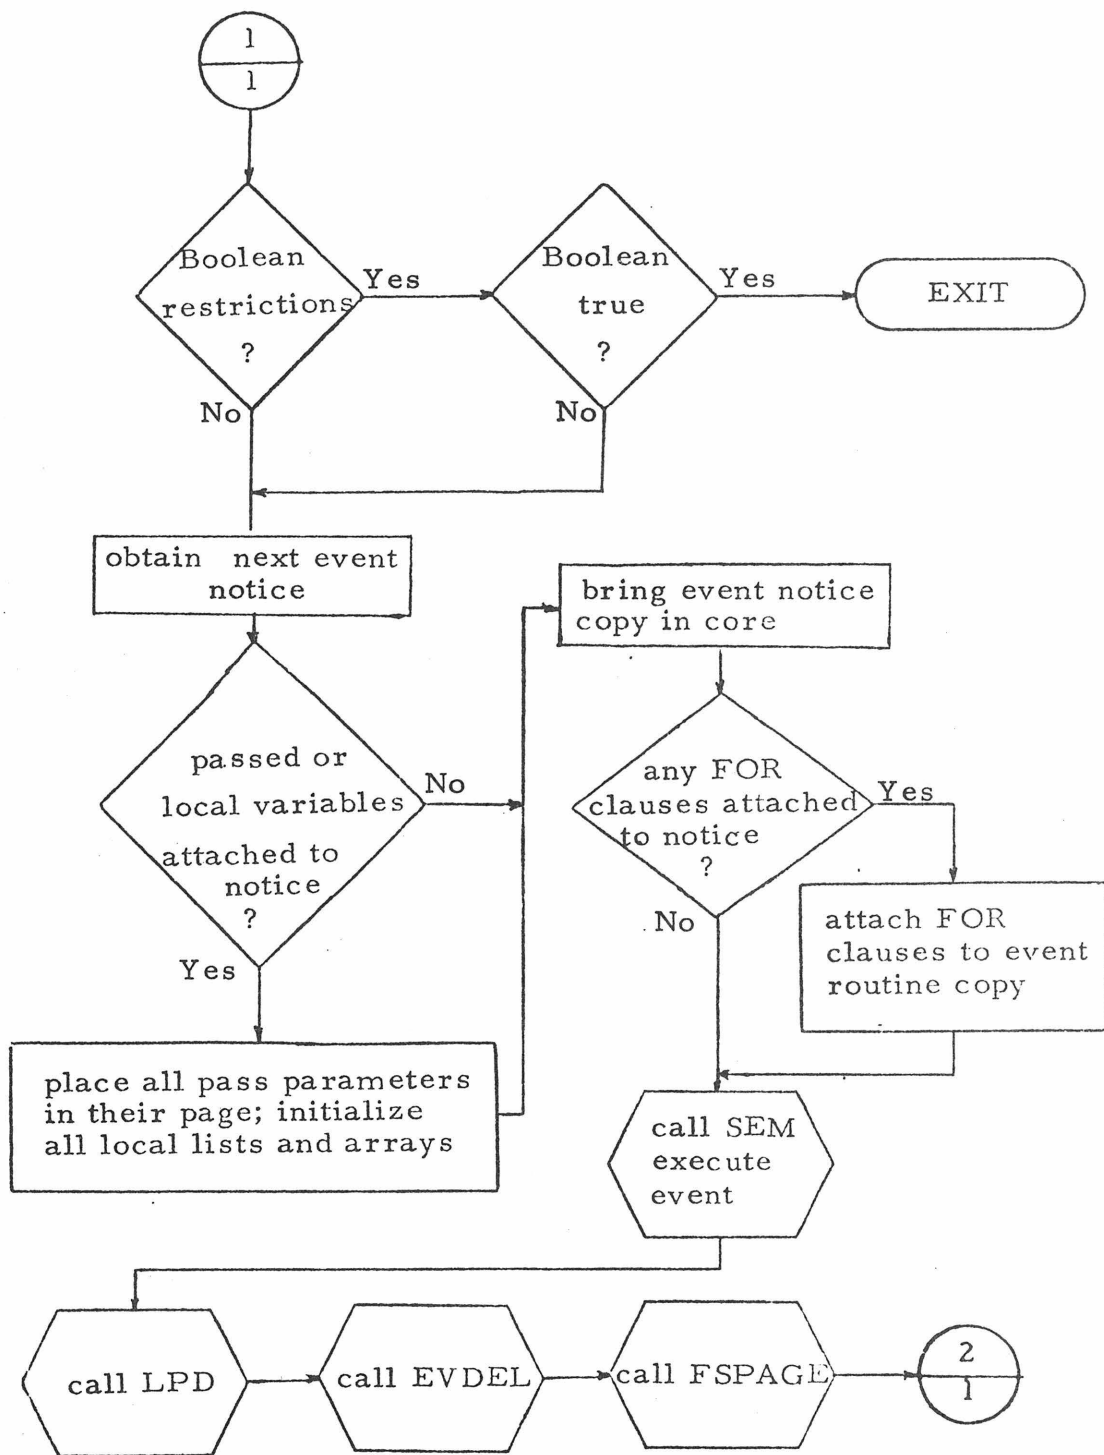 1
1
Boolean
restrictions
?
Yes
No
Boolean
true
?
Yes
No
EXIT
obtain next event
notice
passed or
local variables
attached to
notice
?
No
Yes
place all pass parameters
in their page; initialize
all local lists and arrays
bring event notice
copy in core
any FOR
clauses attached
to notice
?
Yes
No
attach FOR
clauses to event
routine copy
call SEM
execute
event
call LPD
call EVDEL
call FSPAGE
2
1